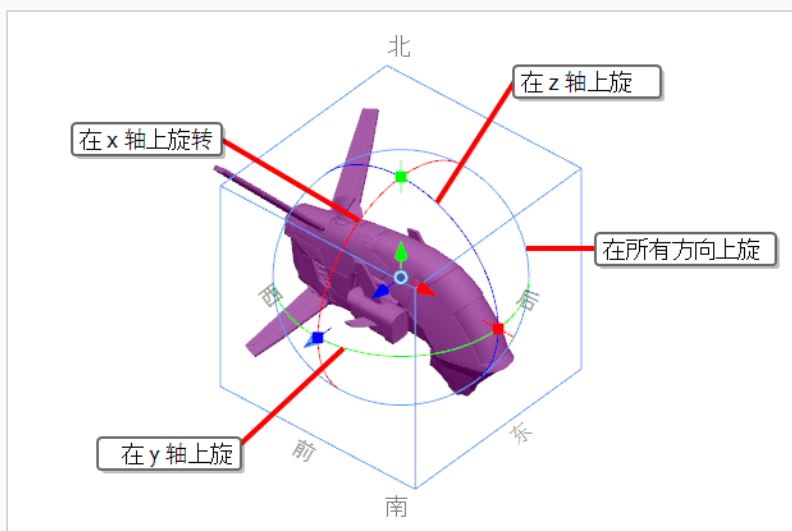 北
在 z 轴上旋
在 x 轴上旋转
在所有方向上旋
西
后
在 y 轴上旋
前
东
南